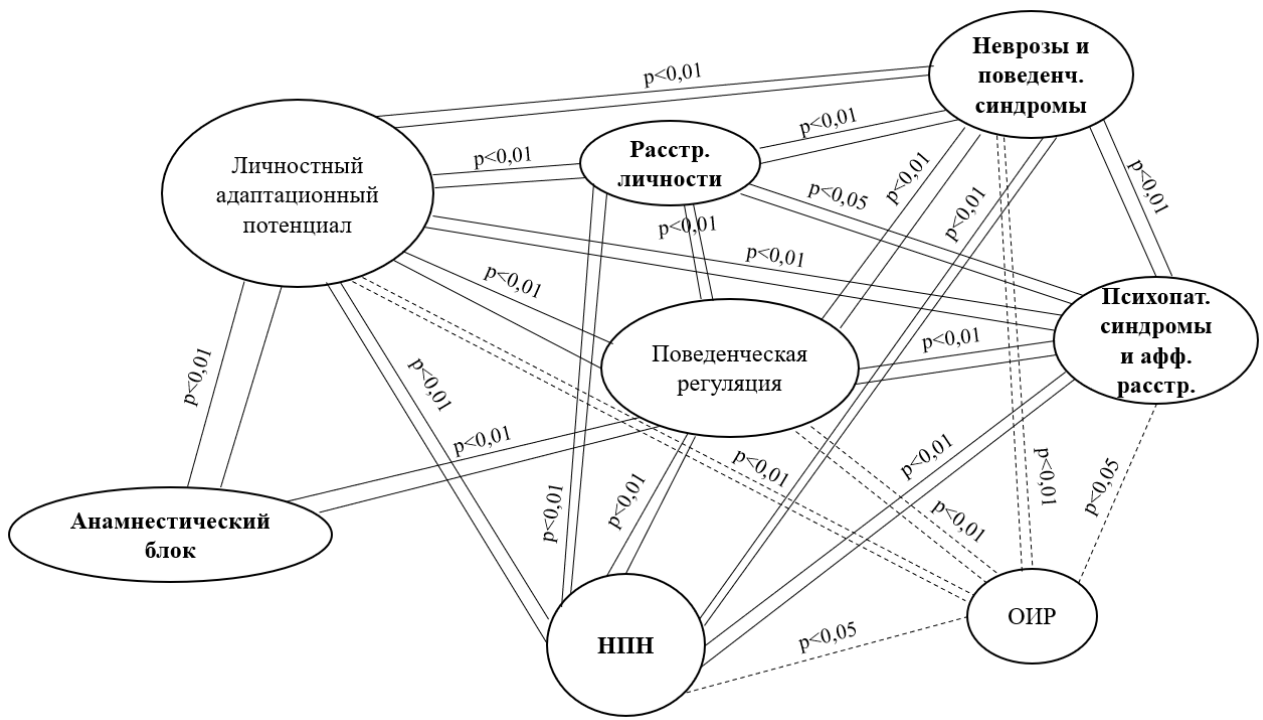 Неврозы и
поведенч.
синдромы
p<0,01
p<0,01
Расстр.
личности
p<0,01
Личностный
адаптационный
потенциал
p<0,01
p<0,05
p<0,01
p<0,01
p<0,01
p<0,01
p<0,01
Психопат.
синдромы
и афф.
расстр.
p<0,01
Поведенческая
регуляция
p<0,01
p<0,01
p<0,01
p<0,01
p<0,01
p<0,01
p<0,01
p<0,05
p<0,01
p<0,01
p<0,01
Анамнестический
блок
ОИР
НПН
p<0,05